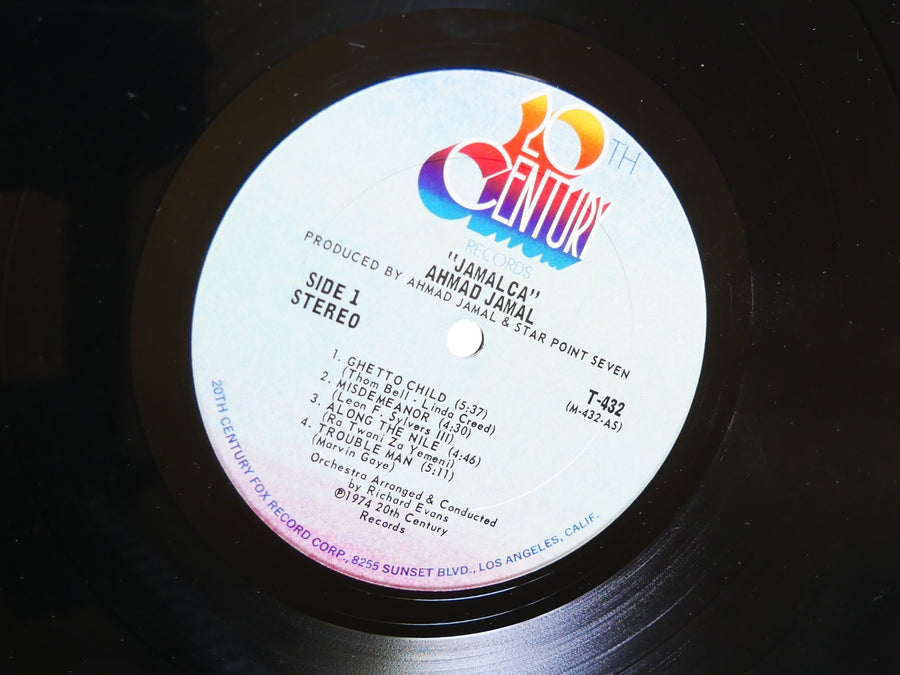 20TH
CENTURY
RECORDS
"JAMALCA"
AHMAD JAMAL
PRODUCED BY AHMAD JAMAL & STAR POINT SEVEN
SIDE 1
STEREO
T-432
(M-432-AS)
1. GHETTO CHILD (5:37)
(Thom Bell - Linda Creed)
2. MISDEMEANOR (4:30)
(Leon F. Sylvers III)
3. ALONG THE NILE (4:46)
(Ra Twani Za Yemeni)
4. TROUBLE MAN (5:11)
(Marvin Gaye)
Orchestra Arranged & Conducted
by Richard Evans
℗1974 20th Century
Records
20TH CENTURY FOX RECORD CORP., 8255 SUNSET BLVD., LOS ANGELES, CALIF.